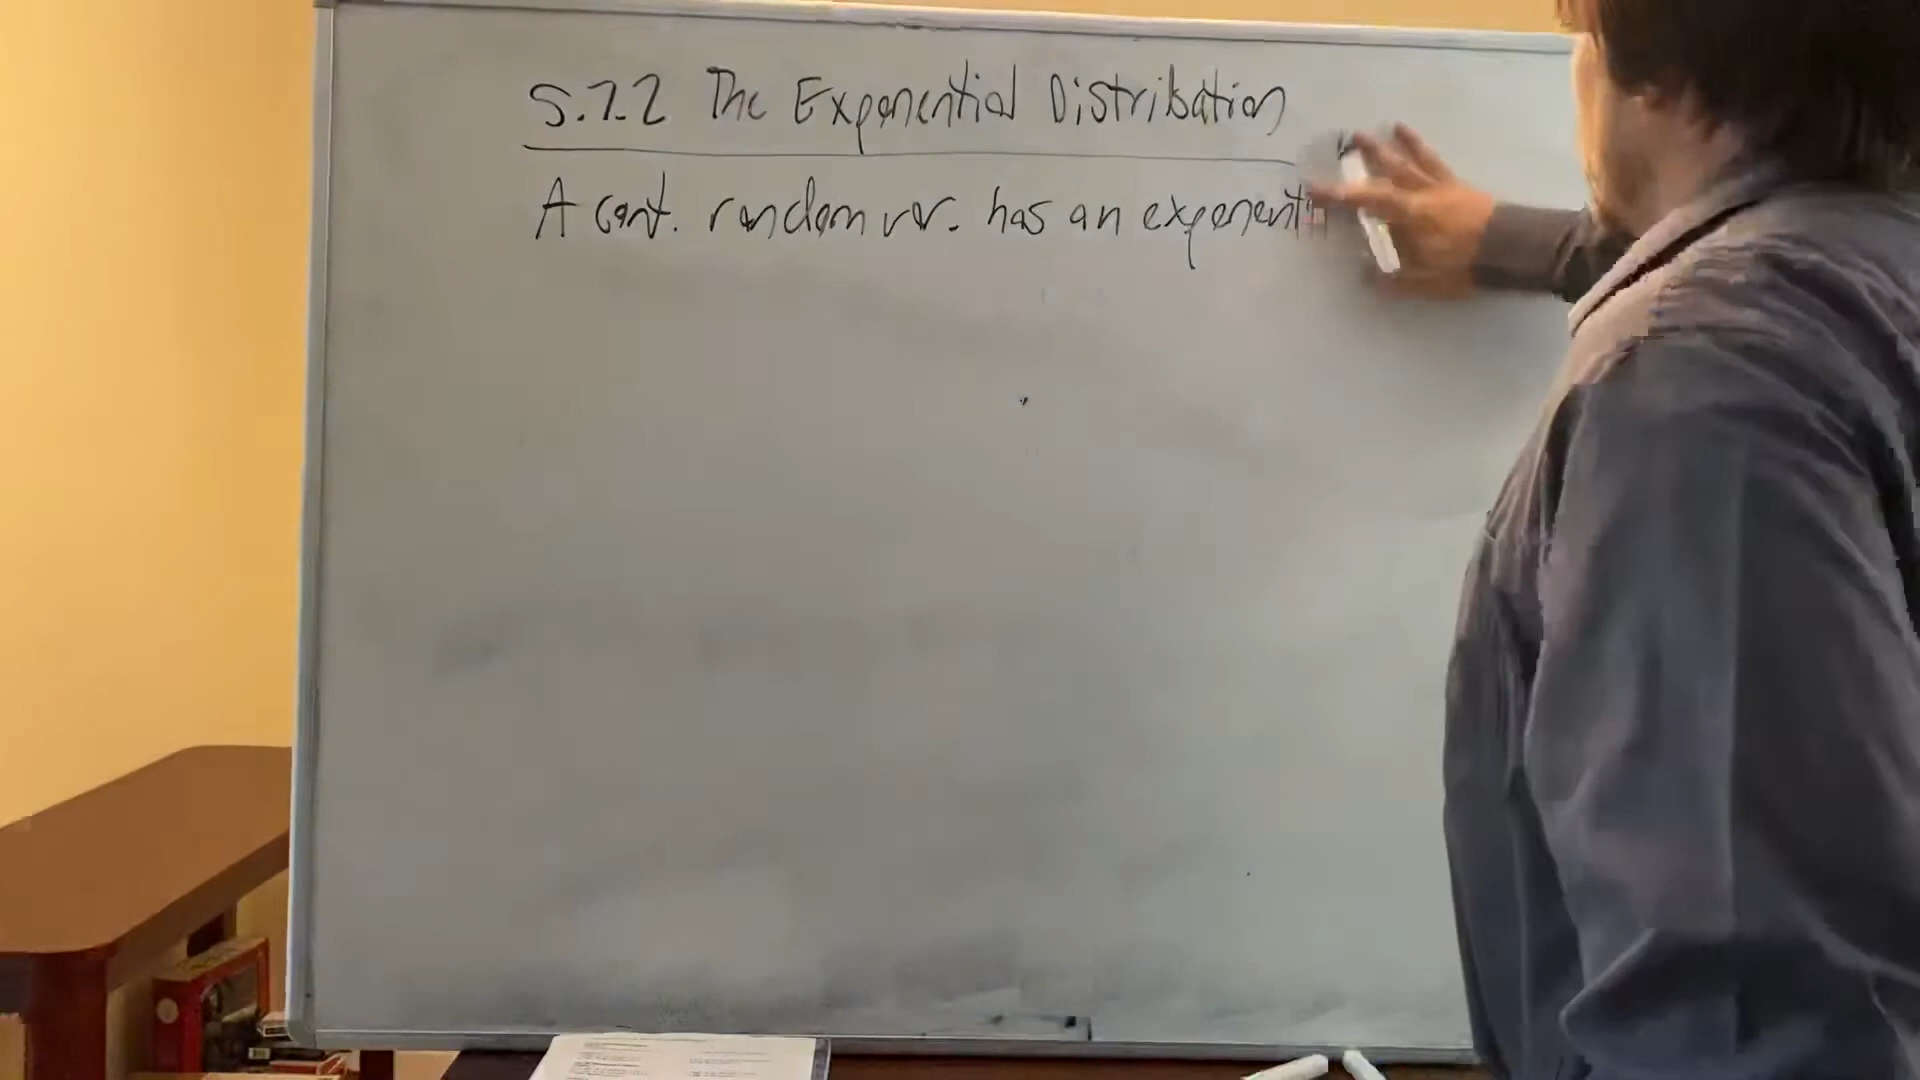 5.7.2 The Exponential Distribution
A cont. random var. has an exponenti